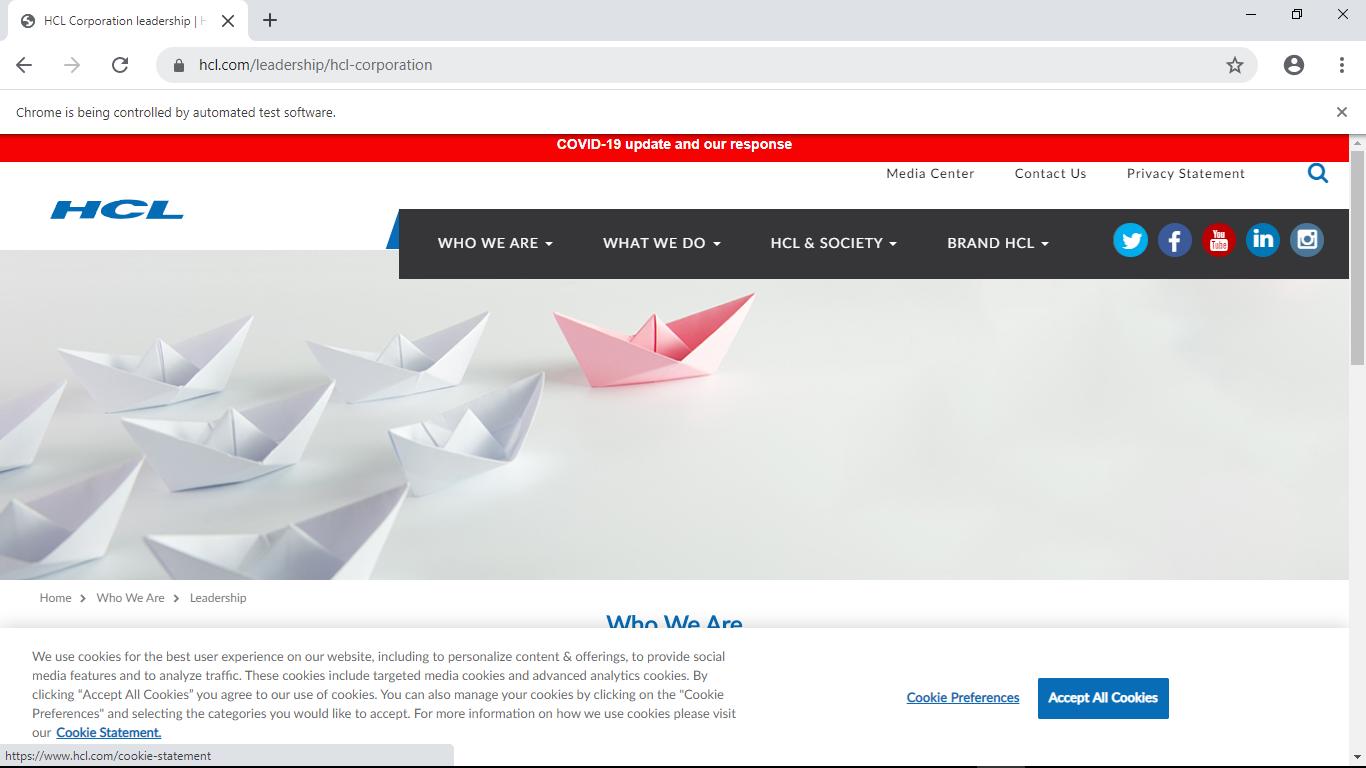 HCL Corporation leadership |
hcl.com/leadership/hcl-corporation
Chrome is being controlled by automated test software.
COVID-19 update and our response
Media Center Contact Us Privacy Statement
HCL
WHO WE ARE WHAT WE DO HCL & SOCIETY BRAND HCL
You
Tube
in
Home Who We Are Leadership
Who We Are
We use cookies for the best user experience on our website, including to personalize content & offerings, to provide social
media features and to analyze traffic. These cookies include targeted media cookies and advanced analytics cookies. By
clicking “Accept All Cookies” you agree to our use of cookies. You can also manage your cookies by clicking on the "Cookie
Preferences" and selecting the categories you would like to accept. For more information on how we use cookies please visit
our Cookie Statement.
Cookie Preferences Accept All Cookies
https://www.hcl.com/cookie-statement